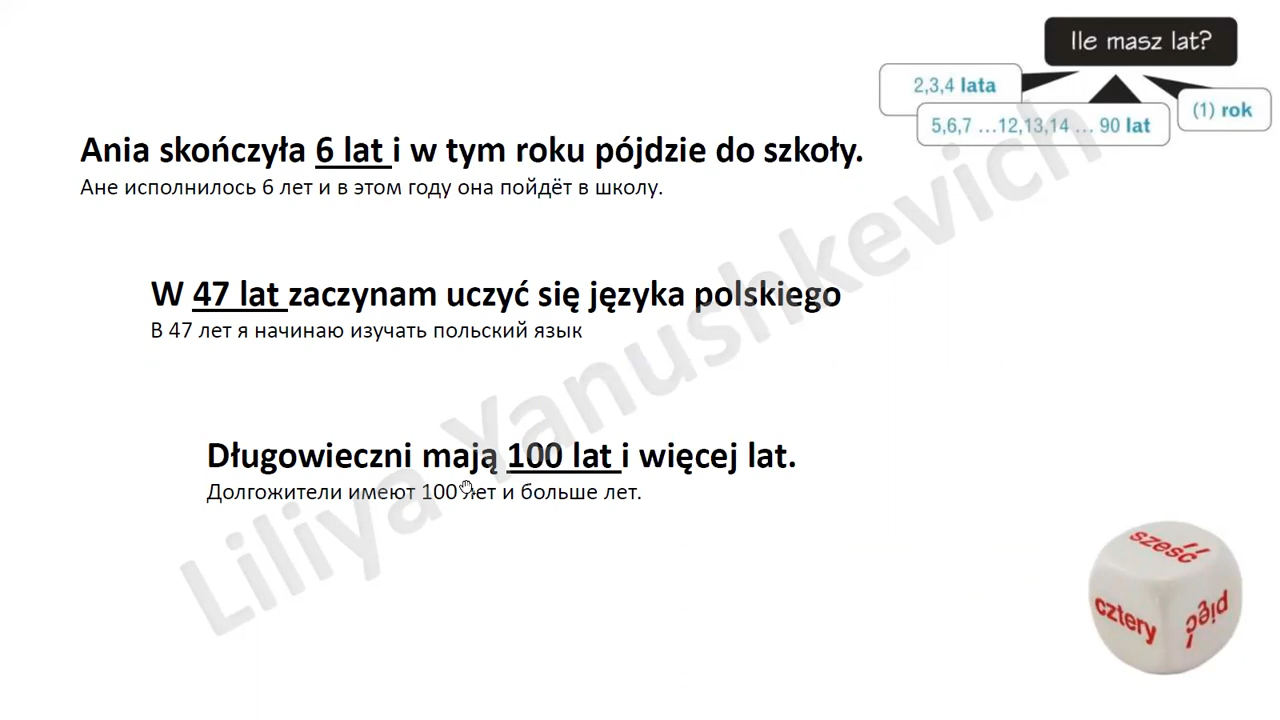 Ile masz lat?
2,3,4 lata
5,6,7 ...12,13,14 ... 90 lat
(1) rok
Ania skończyła 6 lat i w tym roku pójdzie do szkoły.
Ане исполнилось 6 лет и в этом году она пойдёт в школу.
W 47 lat zaczynam uczyć się języka polskiego
В 47 лет я начинаю изучать польский язык
Długowieczni mają 100 lat i więcej lat.
Долгожители имеют 100 лет и больше лет.
Liliya Yanushkevich
sześć
cztery
pięć